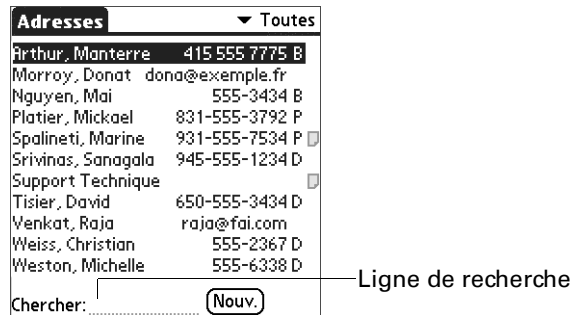 Adresses ▼ Toutes
Arthur, Manterre 415 555 7775 B
Morroy, Donat dona@exemple.fr
Nguyen, Mai 555-3434 B
Platier, Mickael 831-555-3792 P
Spalineti, Marine 931-555-7534 P
Srivinas, Sanagala 945-555-1234 D
Support Technique
Tisier, David 650-555-3434 D
Venkat, Raja raja@fai.com
Weiss, Christian 555-2367 D
Weston, Michelle 555-6338 D
Ligne de recherche
Chercher: Nouv.